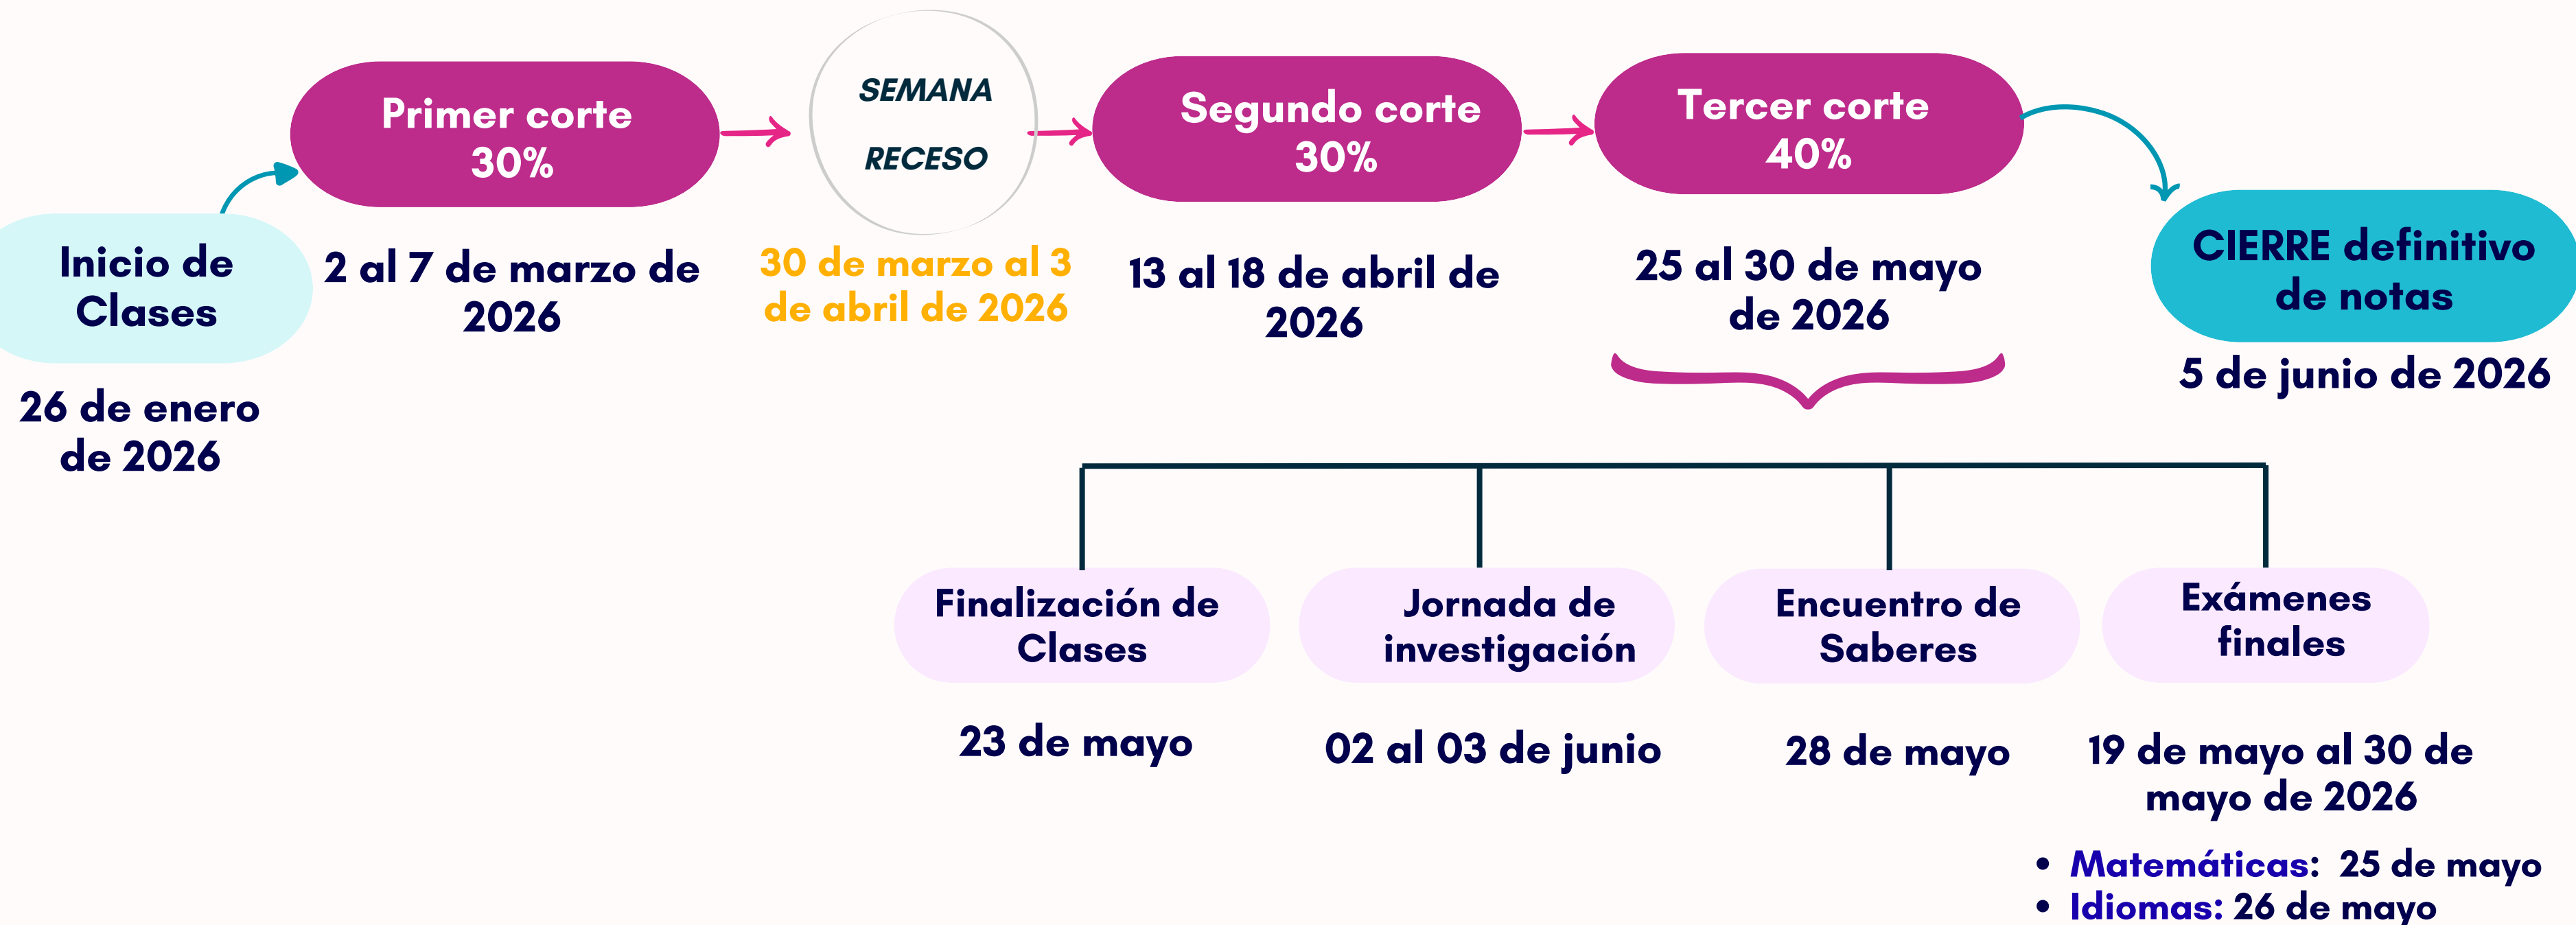 Inicio de
Clases
26 de enero
de 2026
Primer corte
30%
2 al 7 de marzo de
2026
SEMANA
RECESO
30 de marzo al 3
de abril de 2026
Segundo corte
30%
13 al 18 de abril de
2026
Tercer corte
40%
25 al 30 de mayo
de 2026
CIERRE definitivo
de notas
5 de junio de 2026
Finalización de
Clases
23 de mayo
Jornada de
investigación
02 al 03 de junio
Encuentro de
Saberes
28 de mayo
Exámenes
finales
19 de mayo al 30 de
mayo de 2026
• Matemáticas: 25 de mayo
• Idiomas: 26 de mayo